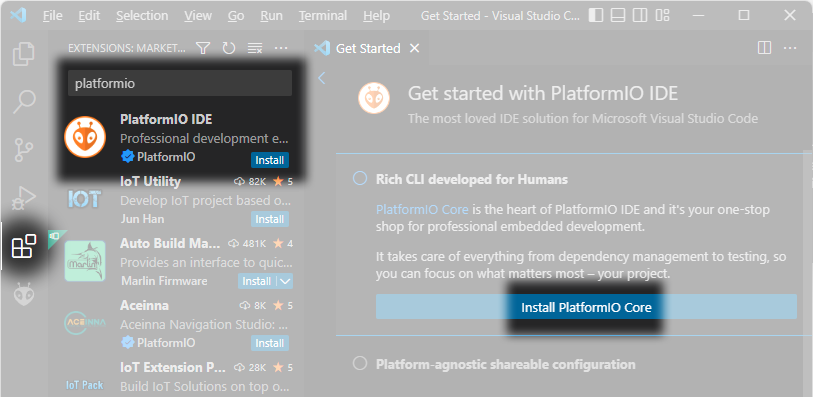 File Edit Selection View Go Run Terminal Help Get Started - Visual Studio C...
EXTENSIONS: MARKET...
platformio
PlatformIO IDE
Professional development e...
PlatformIO Install
IoT Utility 82K 5
Develop IoT project based o...
Jun Han Install
Auto Build Ma... 481K 4
Provides an interface to quic...
Marlin Firmware Install
Aceinna 8K 5
Aceinna Navigation Studio: ...
PlatformIO Install
IoT Extension P... 28K 5
Build IoT Solutions on top o...
IOT
Marlin
ACEINNA
IoT Pack
Get Started
Get started with PlatformIO IDE
The most loved IDE solution for Microsoft Visual Studio Code
Rich CLI developed for Humans
PlatformIO Core is the heart of PlatformIO IDE and it's your one-stop
shop for professional embedded development.
It takes care of everything from dependency management to testing, so
you can focus on what matters most – your project.
Install PlatformIO Core
Platform-agnostic shareable configuration